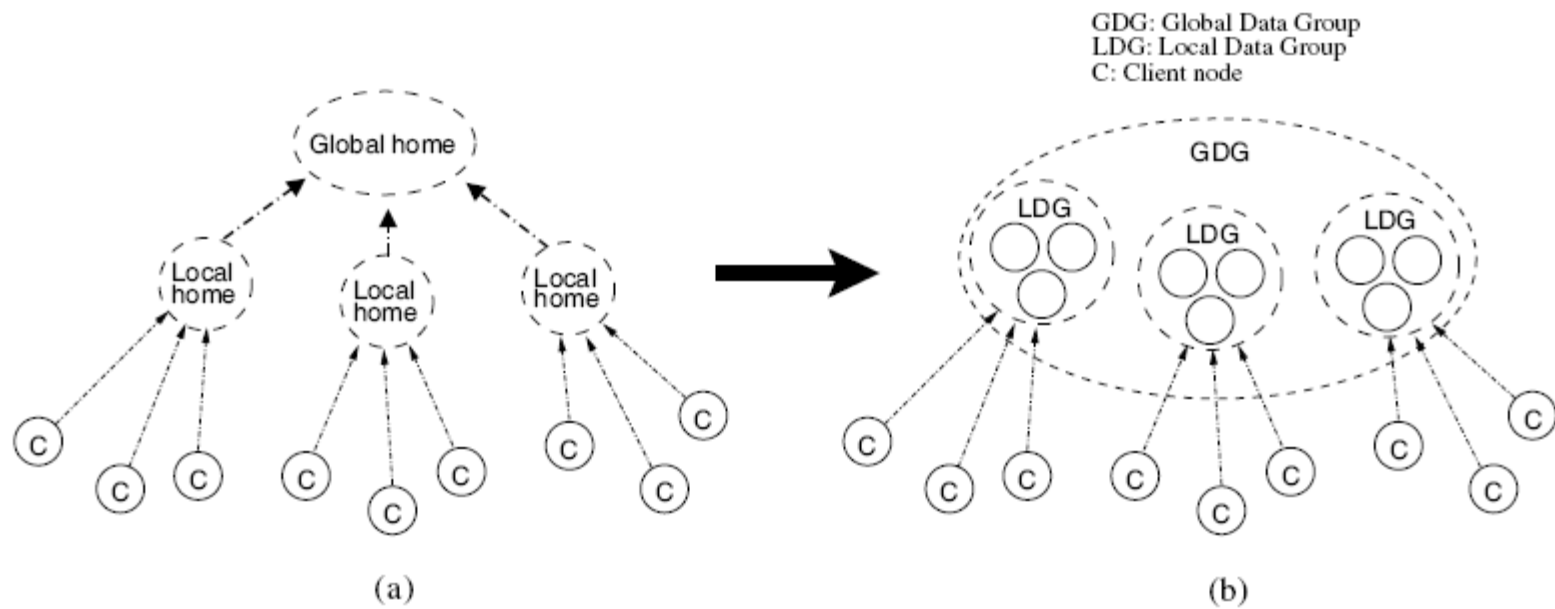 GDG: Global Data Group
LDG: Local Data Group
C: Client node
Global home
Local
home
Local
home
Local
home
C
C
C
C
C
C
C
C
C
(a)
GDG
LDG
LDG
LDG
C
C
C
C
C
C
C
C
C
(b)